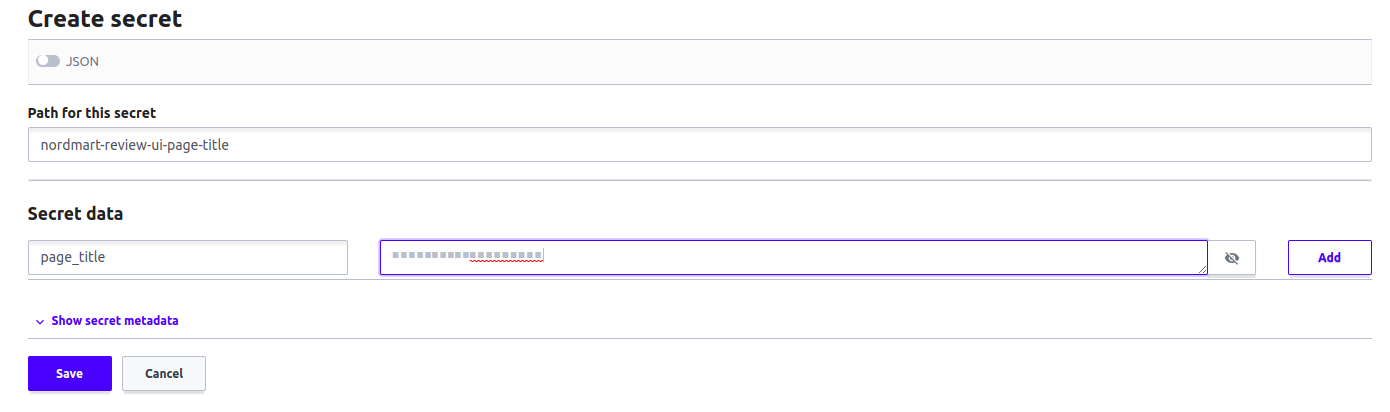 Create secret
JSON
Path for this secret
nordmart-review-ui-page-title
Secret data
page_title
Add
Show secret metadata
Save Cancel